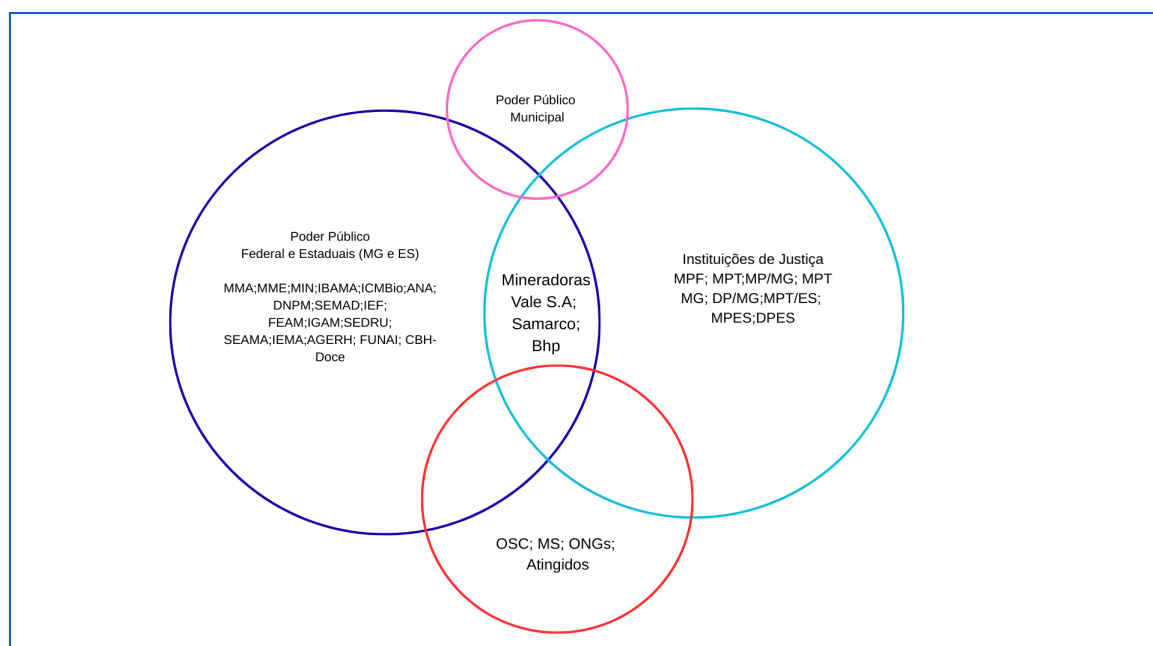 Poder Público
Municipal
Poder Público
Federal e Estaduais (MG e ES)
MMA;MME;MIN;IBAMA;ICMBio;ANA;
DNPM;SEMAD;IEF;
FEAM;IGAM;SEDRU;
SEAMA;IEMA;AGERH; FUNAI; CBH-
Doce
Mineradoras
Vale S.A;
Samarco;
Bhp
Instituições de Justiça
MPF; MPT;MP/MG; MPT
MG; DP/MG;MPT/ES;
MPES;DPES
OSC; MS; ONGs;
Atingidos